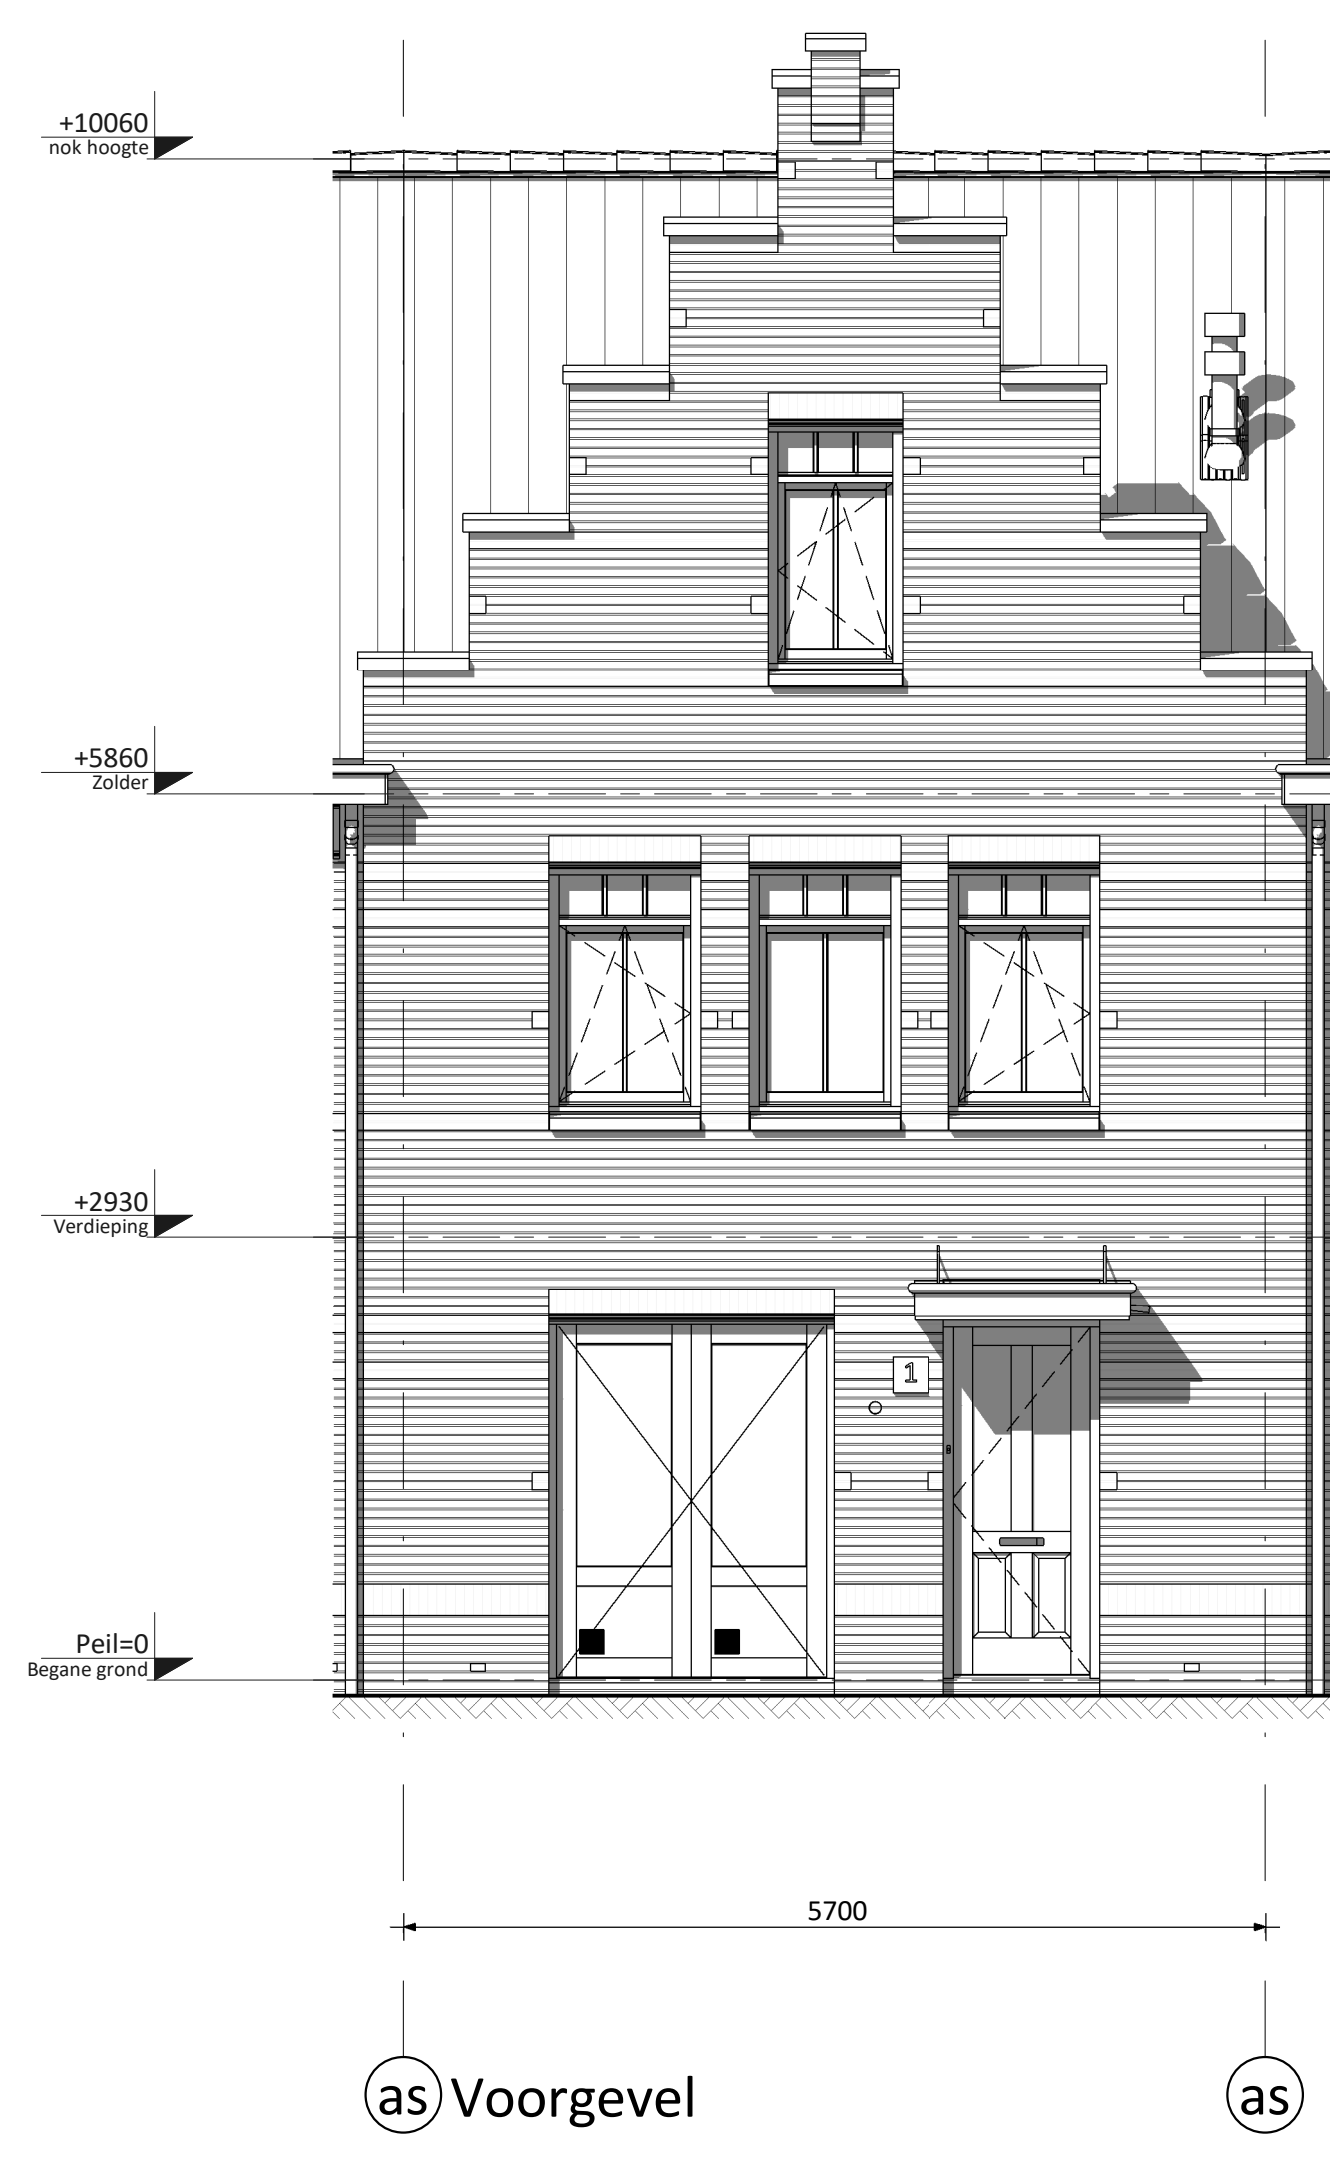 +10060
nok hoogte
+5860
Zolder
+2930
Verdieping
1
Peil=0
Begane grond
5700
as Voorgevel as